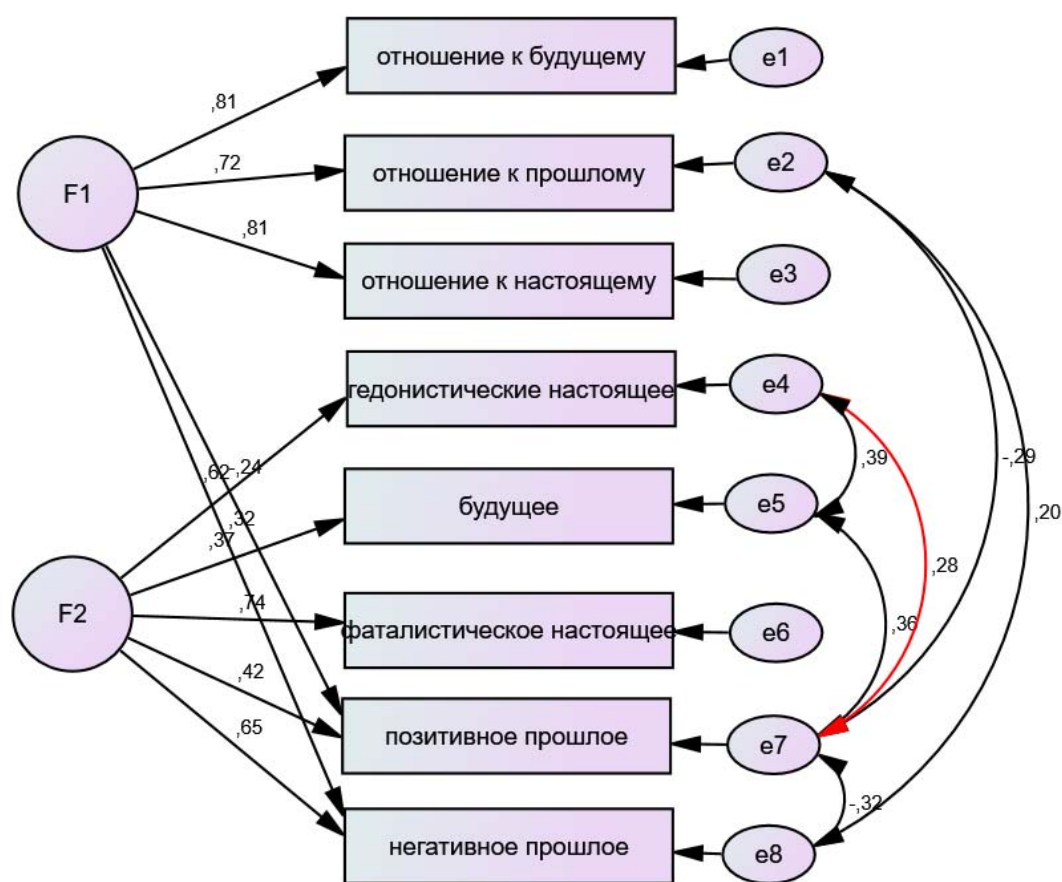 отношение к будущему
e1
,81
отношение к прошлому
e2
,72
F1
,81
отношение к настоящему
e3
гедонистические настоящее
e4
,62
-,24
,39
-,29
будущее
e5
,20
,32
,37
,28
F2
,74
фаталистическое настоящее
e6
,36
,42
,65
позитивное прошлое
e7
-,32
негативное прошлое
e8